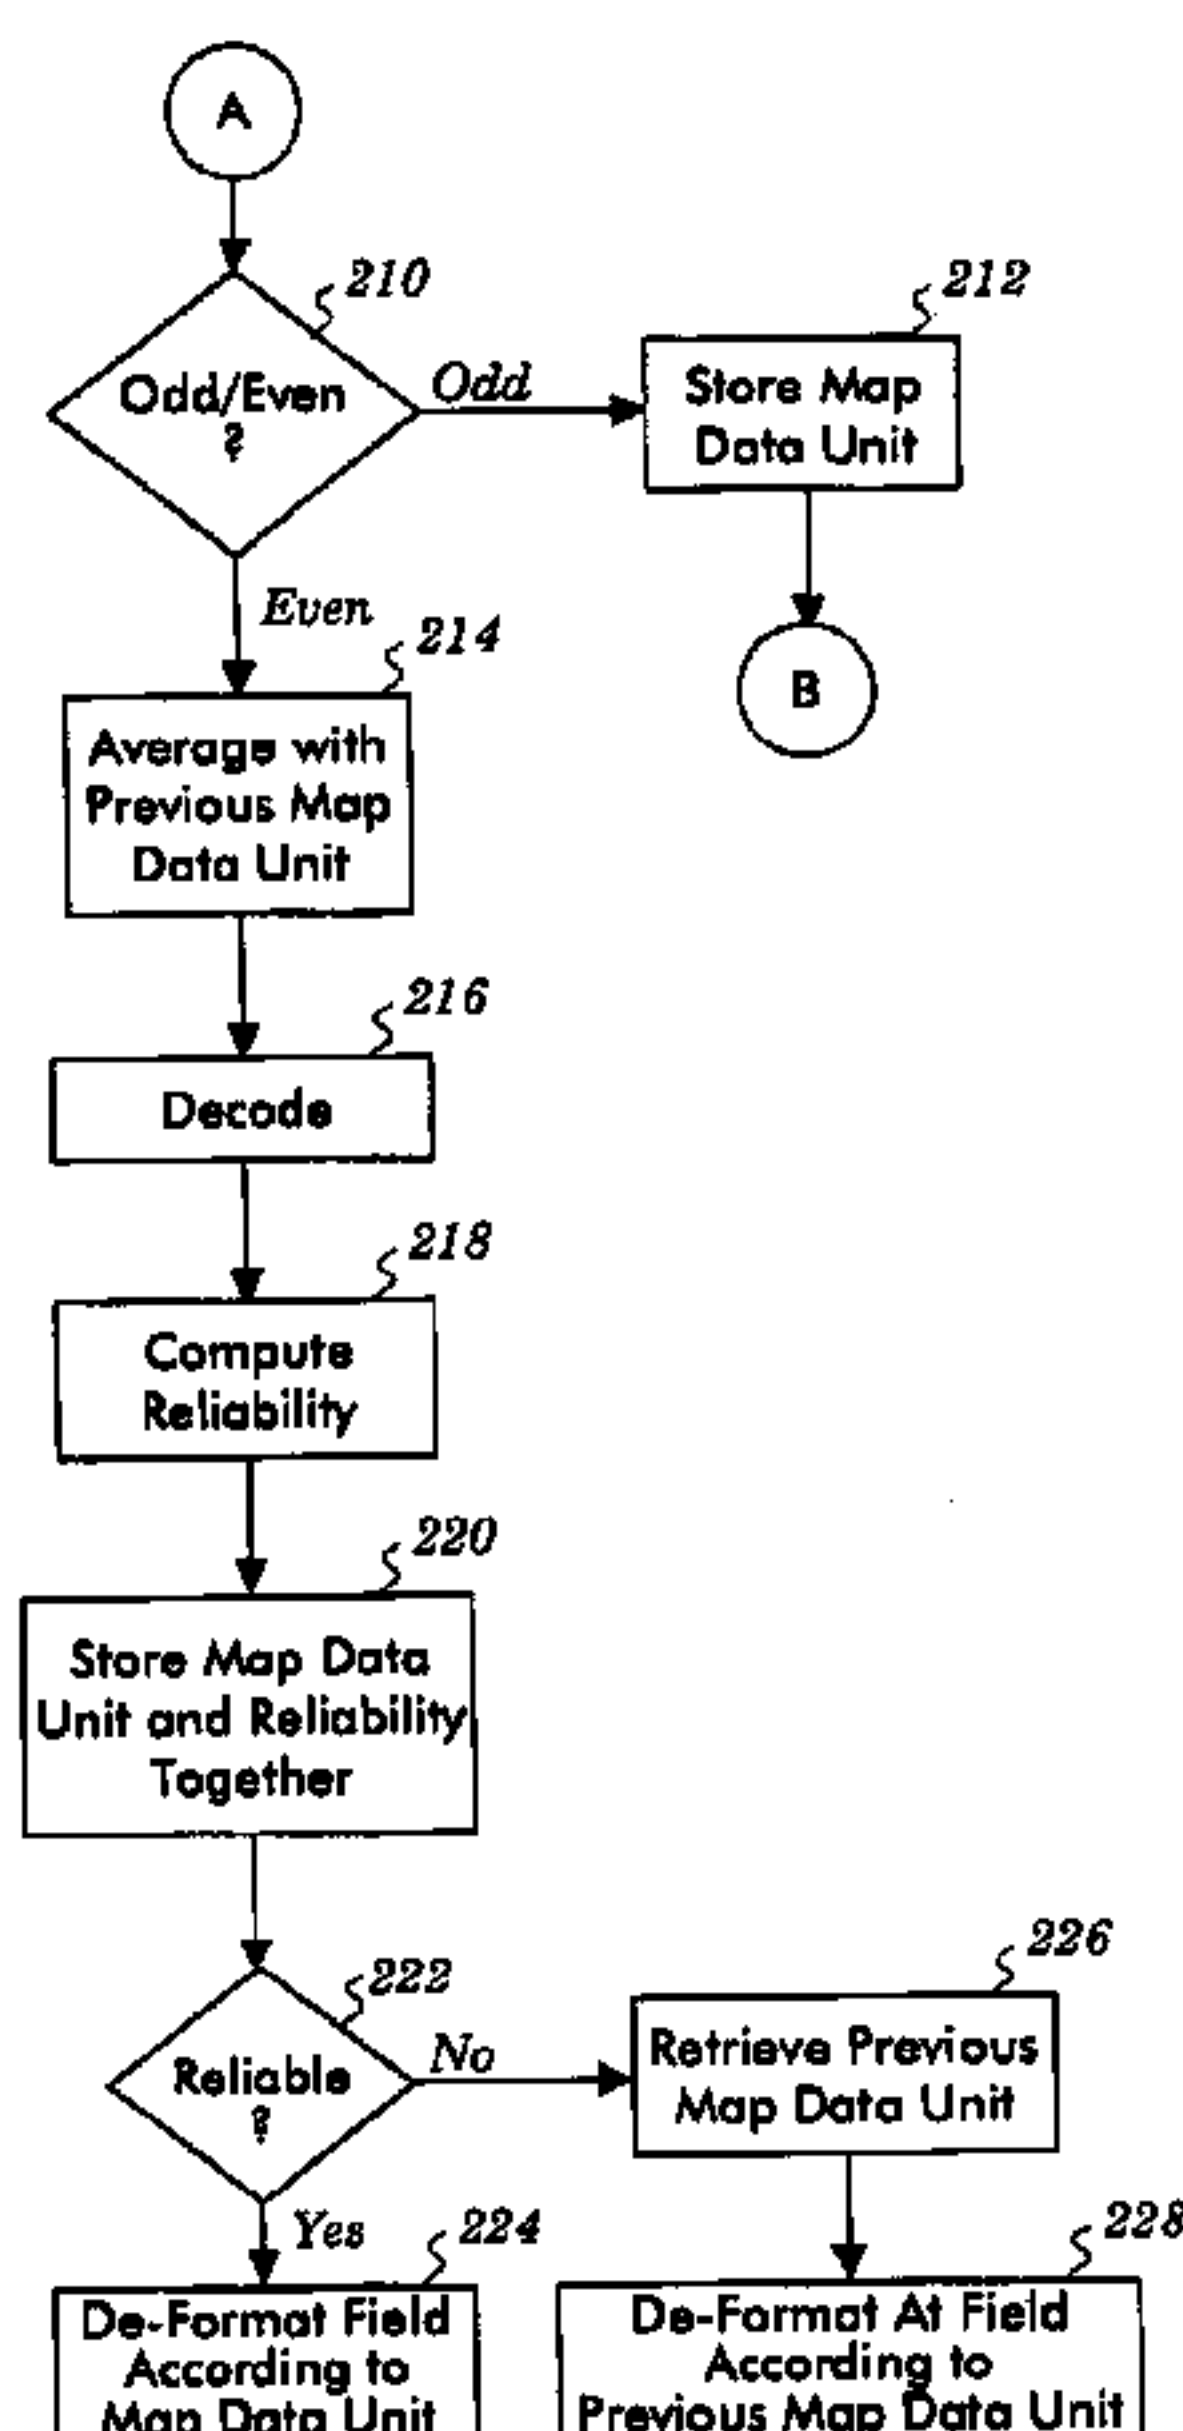 A
210
Odd/Even
?
Odd
212
Store Map
Data Unit
B
Even
214
Average with
Previous Map
Data Unit
216
Decode
218
Compute
Reliability
220
Store Map Data
Unit and Reliability
Together
222
Reliable
?
No
226
Retrieve Previous
Map Data Unit
Yes
224
De-Format Field
According to
Map Data Unit
228
De-Format At Field
According to
Previous Map Data Unit